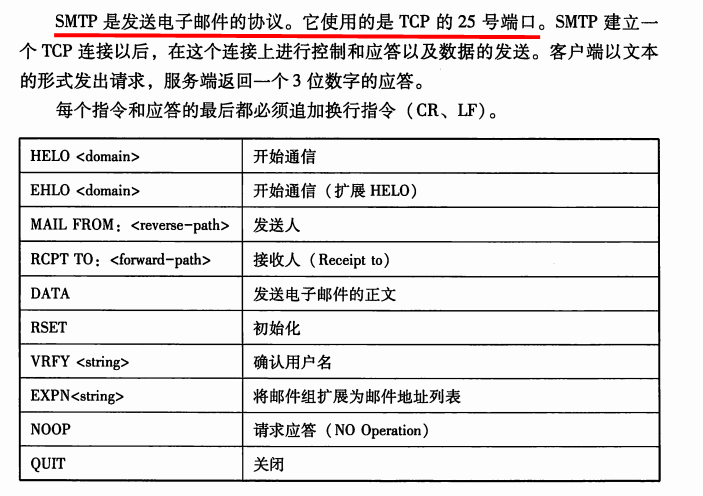 SMTP 是发送电子邮件的协议。它使用的是 TCP 的 25 号端口。SMTP 建立一
个 TCP 连接以后，在这个连接上进行控制和应答以及数据的发送。客户端以文本
的形式发出请求，服务端返回一个 3 位数字的应答。
每个指令和应答的最后都必须追加换行指令（CR、LF）。
HELO <domain> 开始通信
EHLO <domain> 开始通信（扩展 HELO）
MAIL FROM：<reverse-path> 发送人
RCPT TO：<forward-path> 接收人（Receipt to）
DATA 发送电子邮件的正文
RSET 初始化
VRFY <string> 确认用户名
EXPN<string> 将邮件组扩展为邮件地址列表
NOOP 请求应答（NO Operation）
QUIT 关闭